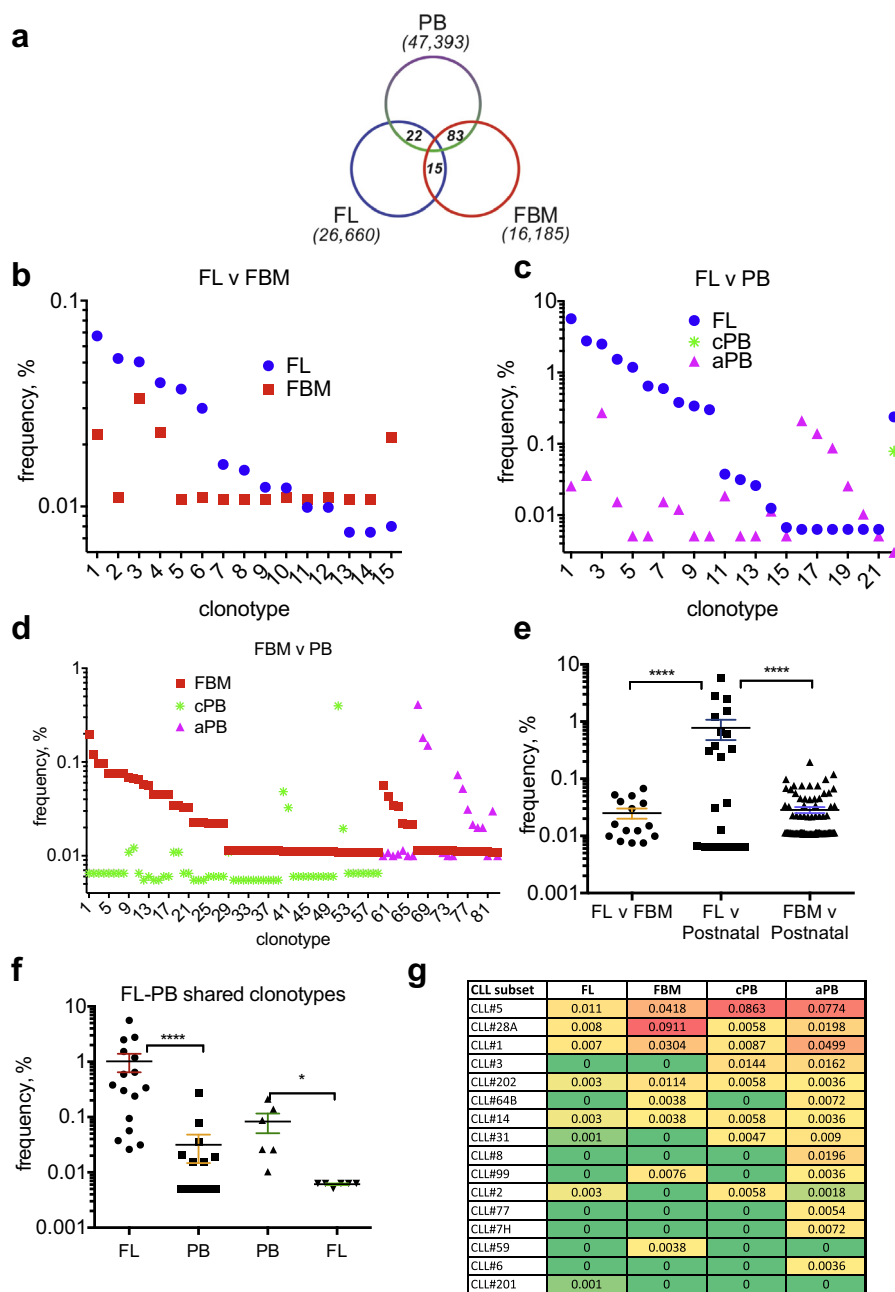 a
PB
(47,393)
22
83
15
FL
(26,660)
FBM
(16,185)
b
FL v FBM
0.1
0.01
frequency, %
FL
FBM
1 2 3 4 5 6 7 8 9 10 11 12 13 14 15
clonotype
c
FL v PB
10
1
0.1
0.01
frequency, %
FL
cPB
aPB
1 3 5 7 9 11 13 15 17 19 21
clonotype
d
FBM v PB
1
0.1
0.01
frequency, %
FBM
cPB
aPB
1 5 9 13 17 21 25 29 33 37 41 45 49 53 57 61 65 69 73 77 81
clonotype
e
10
1
0.1
0.01
0.001
frequency, %
****
****
FL v FBM
FL v Postnatal
FBM v Postnatal
f
FL-PB shared clonotypes
10
1
0.1
0.01
0.001
frequency, %
****
*
FL PB PB FL
g
CLL subset FL FBM cPB aPB
CLL#5 0.011 0.0418 0.0863 0.0774
CLL#28A 0.008 0.0911 0.0058 0.0198
CLL#1 0.007 0.0304 0.0087 0.0499
CLL#3 0 0 0.0144 0.0162
CLL#202 0.003 0.0114 0.0058 0.0036
CLL#64B 0 0.0038 0 0.0072
CLL#14 0.003 0.0038 0.0058 0.0036
CLL#31 0.001 0 0.0047 0.009
CLL#8 0 0 0 0.0196
CLL#99 0 0.0076 0 0.0036
CLL#2 0.003 0 0.0058 0.0018
CLL#77 0 0 0 0.0054
CLL#7H 0 0 0 0.0072
CLL#59 0 0.0038 0 0
CLL#6 0 0 0 0.0036
CLL#201 0.001 0 0 0